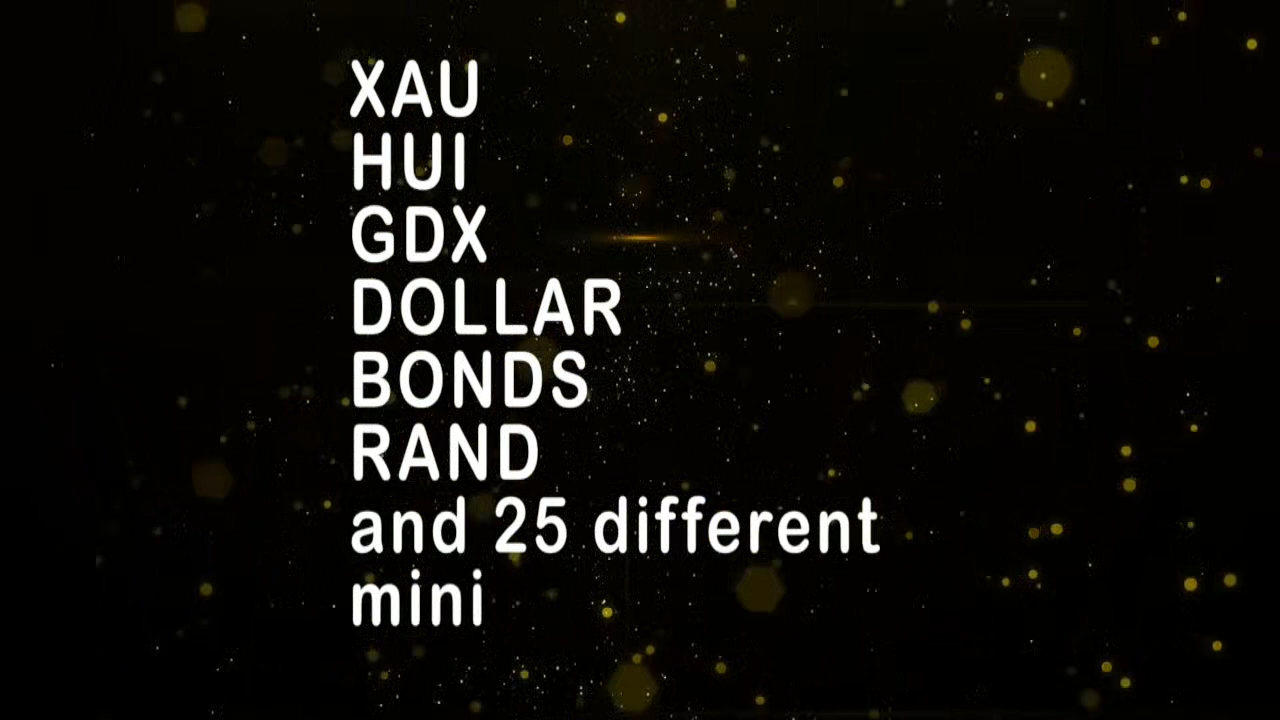 XAU
HUI
GDX
DOLLAR
BONDS
RAND
and 25 different
mini